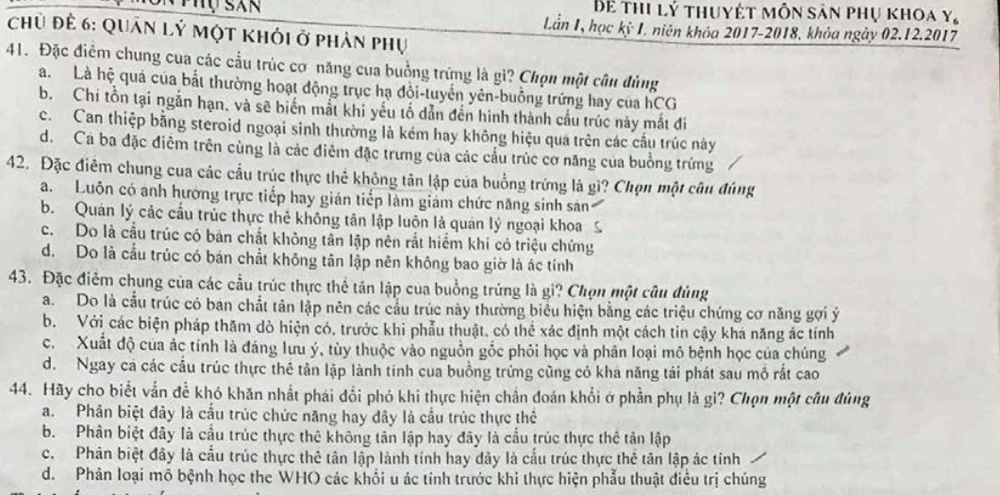 PHỤ SẢN
ĐỀ THI LÝ THUYẾT MÔN SẢN PHỤ KHOA Y6
Lần I, học kỳ I. niên khóa 2017-2018, khóa ngày 02.12.2017
CHỦ ĐỀ 6: QUẢN LÝ MỘT KHỐI Ở PHẦN PHỤ
41. Đặc điểm chung của các cấu trúc cơ năng của buồng trứng là gì? Chọn một câu đúng
a. Là hệ quả của bất thường hoạt động trục hạ đồi-tuyến yên-buồng trứng hay của hCG
b. Chỉ tồn tại ngắn hạn, và sẽ biến mất khi yếu tố dẫn đến hình thành cấu trúc này mất đi
c. Can thiệp bằng steroid ngoại sinh thường là kém hay không hiệu quả trên các cấu trúc này
d. Cả ba đặc điểm trên cùng là các điểm đặc trưng của các cấu trúc cơ năng của buồng trứng
42. Đặc điểm chung của các cấu trúc thực thể không tân lập của buồng trứng là gì? Chọn một câu đúng
a. Luôn có ảnh hưởng trực tiếp hay gián tiếp làm giảm chức năng sinh sản
b. Quản lý các cấu trúc thực thể không tân lập luôn là quản lý ngoại khoa
c. Do là cấu trúc có bản chất không tân lập nên rất hiếm khi có triệu chứng
d. Do là cấu trúc có bản chất không tân lập nên không bao giờ là ác tính
43. Đặc điểm chung của các cấu trúc thực thể tân lập của buồng trứng là gì? Chọn một câu đúng
a. Do là cấu trúc có bản chất tân lập nên các cấu trúc này thường biểu hiện bằng các triệu chứng cơ năng gợi ý
b. Với các biện pháp thăm dò hiện có, trước khi phẫu thuật, có thể xác định một cách tin cậy khả năng ác tính
c. Xuất độ của ác tính là đáng lưu ý, tùy thuộc vào nguồn gốc phôi học và phân loại mô bệnh học của chúng
d. Ngay cả các cấu trúc thực thể tân lập lành tính của buồng trứng cũng có khả năng tái phát sau mổ rất cao
44. Hãy cho biết vấn đề khó khăn nhất phải đối phó khi thực hiện chẩn đoán khối ở phần phụ là gì? Chọn một câu đúng
a. Phân biệt đây là cấu trúc chức năng hay đây là cấu trúc thực thể
b. Phân biệt đây là cấu trúc thực thể không tân lập hay đây là cấu trúc thực thể tân lập
c. Phân biệt đây là cấu trúc thực thể tân lập lành tính hay đây là cấu trúc thực thể tân lập ác tính
d. Phân loại mô bệnh học the WHO các khối u ác tính trước khi thực hiện phẫu thuật điều trị chúng